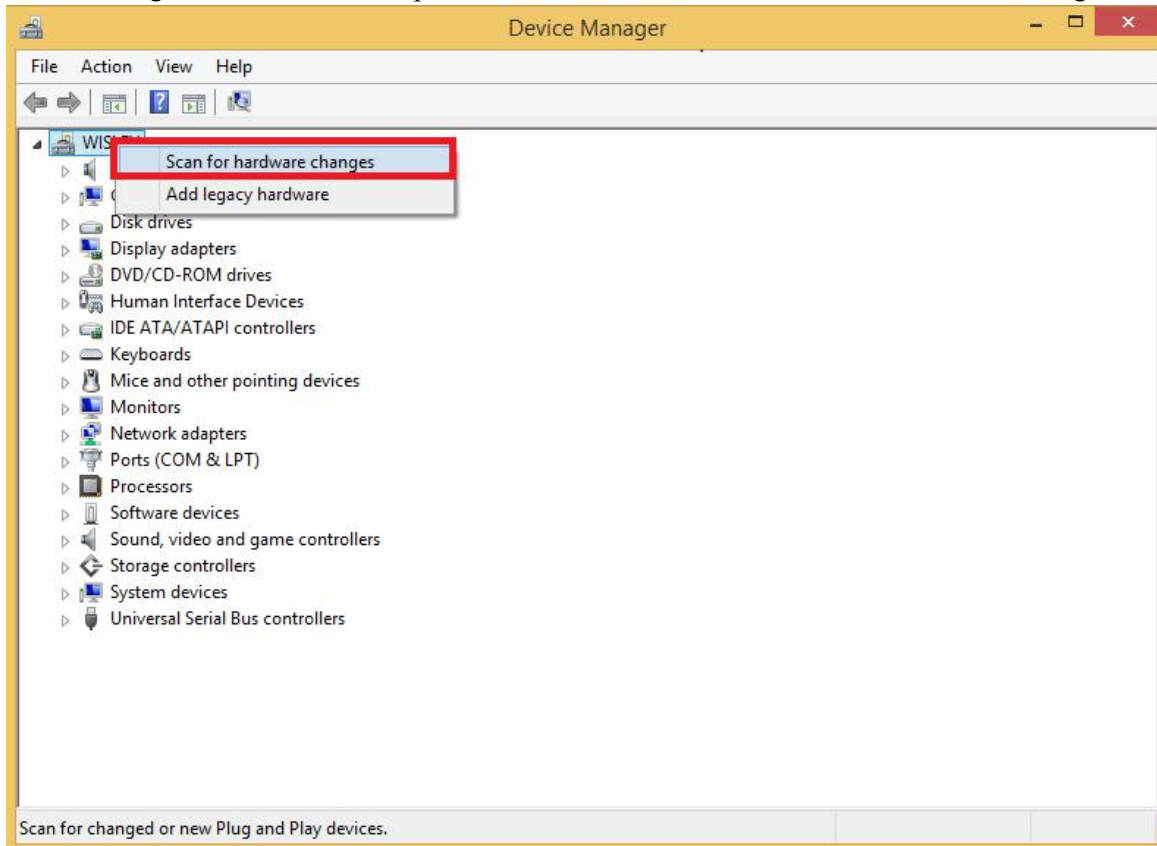 Device Manager
File Action View Help
Scan for hardware changes
Add legacy hardware
Disk drives
Display adapters
DVD/CD-ROM drives
Human Interface Devices
IDE ATA/ATAPI controllers
Keyboards
Mice and other pointing devices
Monitors
Network adapters
Ports (COM & LPT)
Processors
Software devices
Sound, video and game controllers
Storage controllers
System devices
Universal Serial Bus controllers
Scan for changed or new Plug and Play devices.